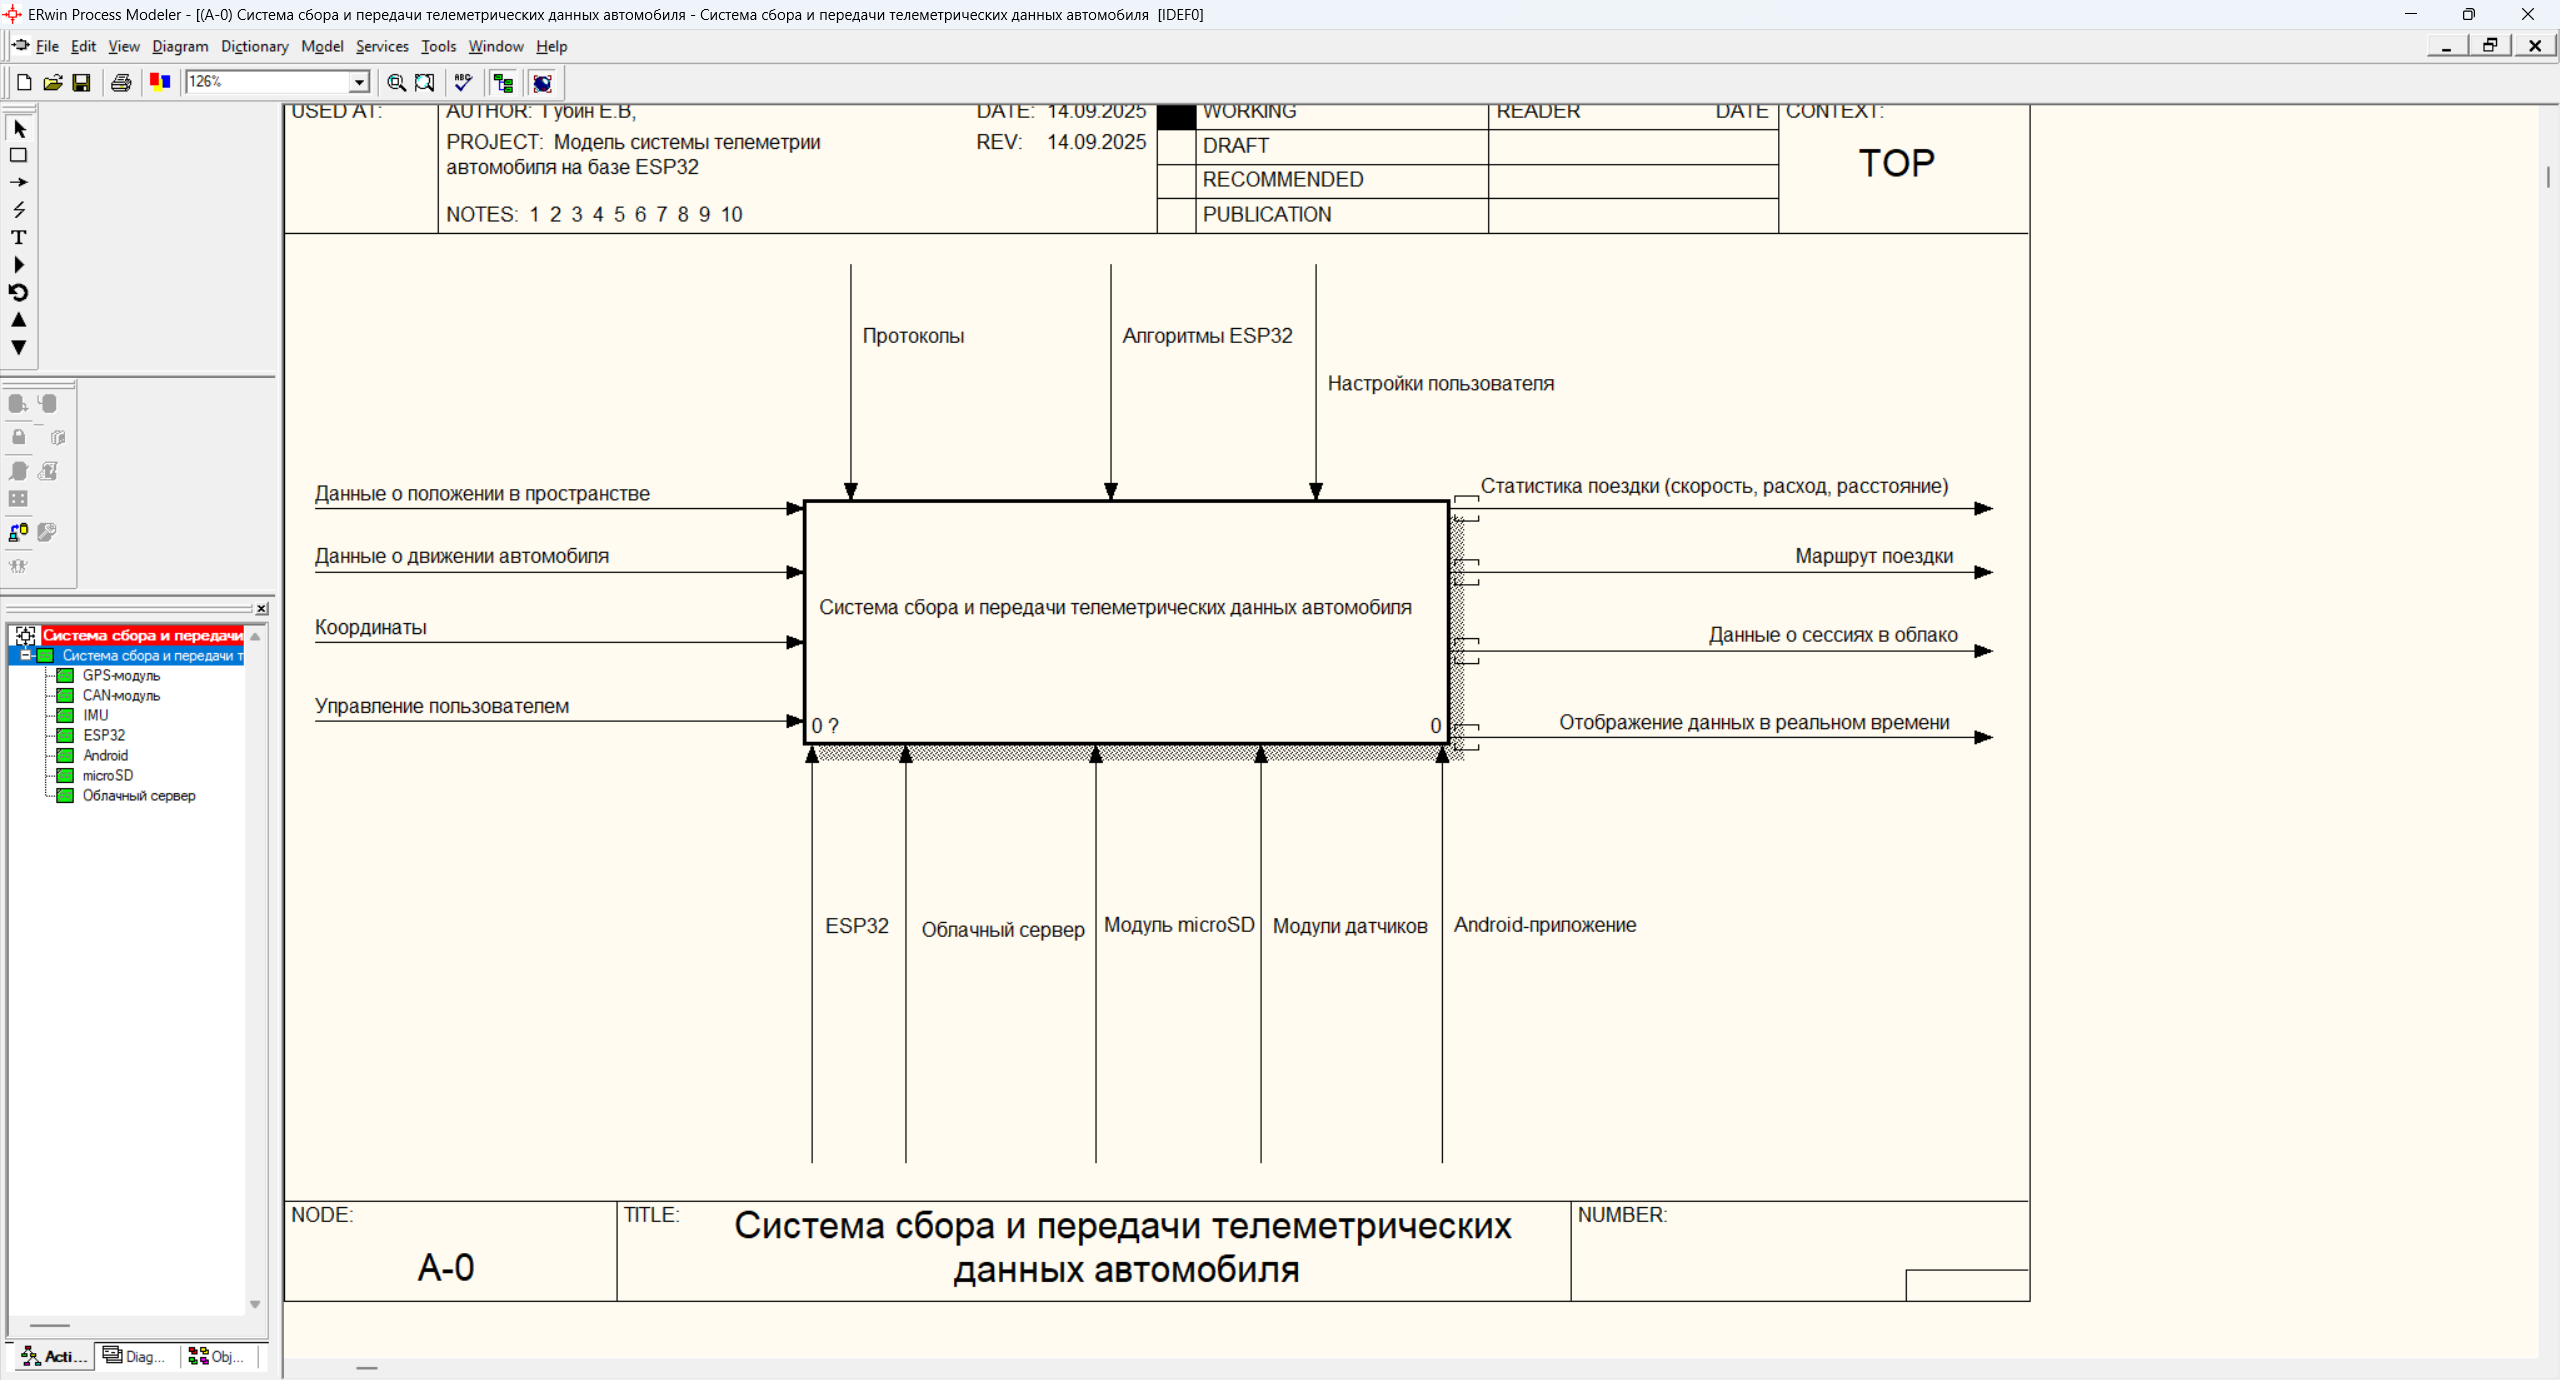 ERwin Process Modeler - [(A-0) Система сбора и передачи телеметрических данных автомобиля - Система сбора и передачи телеметрических данных автомобиля [IDEF0]
File Edit View Diagram Dictionary Model Services Tools Window Help
126%
USED AT:
AUTHOR: Губин Е.В,
DATE: 14.09.2025
PROJECT: Модель системы телеметрии
автомобиля на базе ESP32
REV: 14.09.2025
NOTES: 1 2 3 4 5 6 7 8 9 10
WORKING
DRAFT
RECOMMENDED
PUBLICATION
READER DATE
CONTEXT:
TOP
Протоколы
Алгоритмы ESP32
Настройки пользователя
Данные о положении в пространстве
Данные о движении автомобиля
Координаты
Управление пользователем
Система сбора и передачи телеметрических данных автомобиля
0 ?
0
Статистика поездки (скорость, расход, расстояние)
Маршрут поездки
Данные о сессиях в облако
Отображение данных в реальном времени
ESP32
Облачный сервер
Модуль microSD
Модули датчиков
Android-приложение
NODE:
A-0
TITLE:
Система сбора и передачи телеметрических
данных автомобиля
NUMBER:
Система сбора и передачи
Система сбора и передачи т
GPS-модуль
CAN-модуль
IMU
ESP32
Android
microSD
Облачный сервер
Acti...
Diag...
Obj...